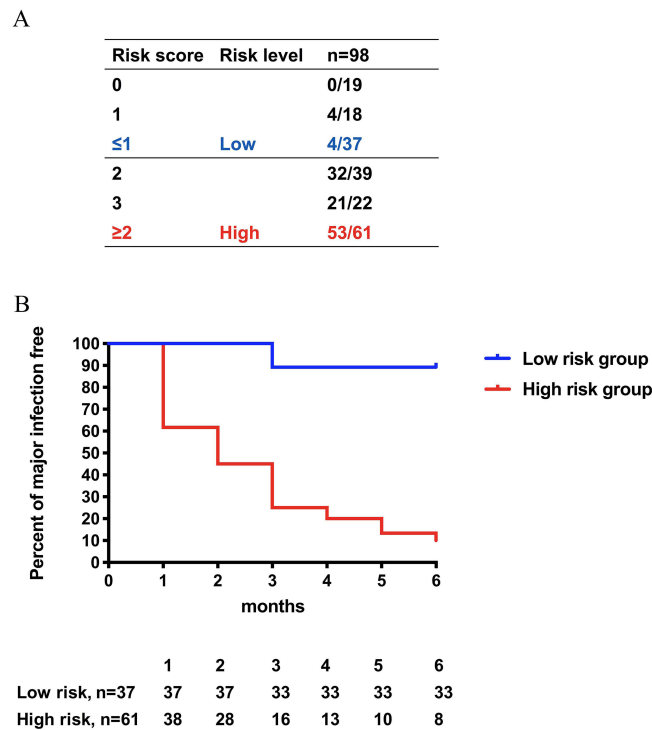 A
Risk score Risk level n=98
0 0/19
1 4/18
≤1 Low 4/37
2 32/39
3 21/22
≥2 High 53/61
B
Percent of major infection free
100
90
80
70
60
50
40
30
20
10
0
0 1 2 3 4 5 6
months
Low risk group
High risk group
1 2 3 4 5 6
Low risk, n=37 37 37 33 33 33 33
High risk, n=61 38 28 16 13 10 8